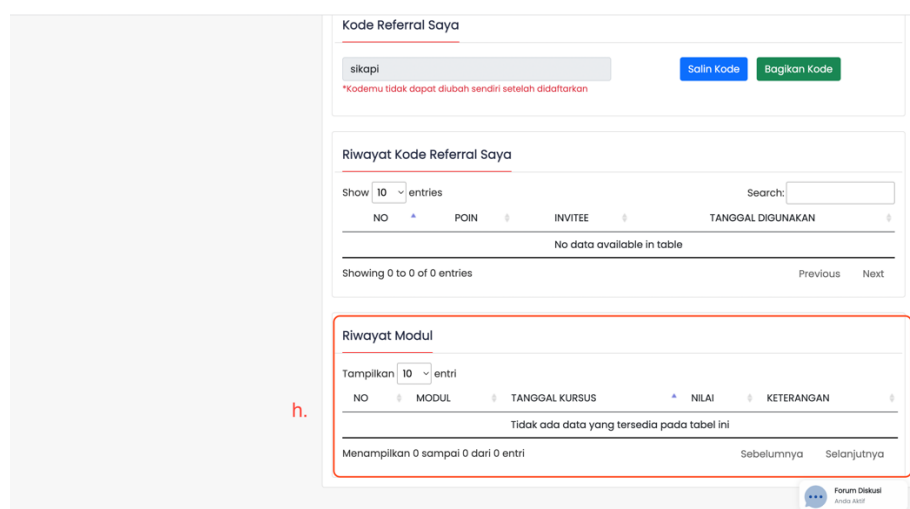 Kode Referral Saya
sikapi
Salin Kode
Bagikan Kode
*Kodemu tidak dapat diubah sendiri setelah didaftarkan
Riwayat Kode Referral Saya
Show 10 entries
Search:
NO POIN INVITEE TANGGAL DIGUNAKAN
No data available in table
Showing 0 to 0 of 0 entries
Previous Next
h.
Riwayat Modul
Tampilkan 10 entri
NO MODUL TANGGAL KURSUS NILAI KETERANGAN
Tidak ada data yang tersedia pada tabel ini
Menampilkan 0 sampai 0 dari 0 entri
Sebelumnya Selanjutnya
Forum Diskusi
Anda Aktif